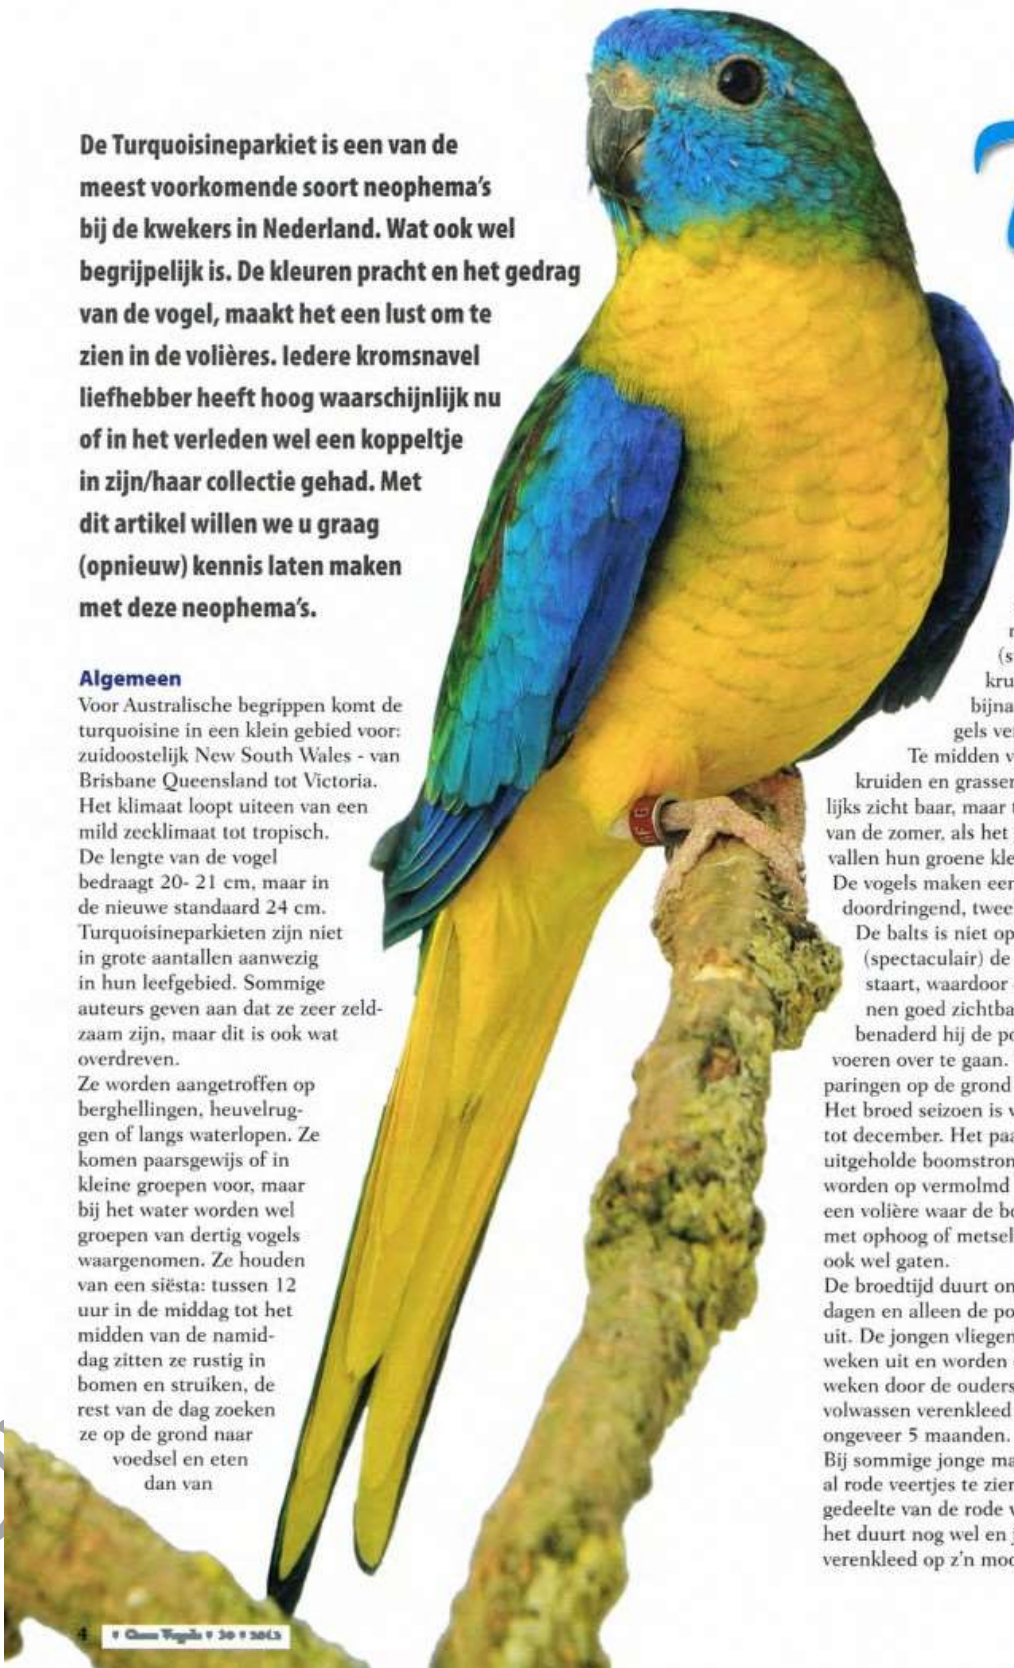 De Turquoisineparkiet is een van de
meest voorkomende soort neophema's
bij de kwekers in Nederland. Wat ook wel
begrijpelijk is. De kleuren pracht en het gedrag
van de vogel, maakt het een lust om te
zien in de volières. Iedere kromsnavel
liefhebber heeft hoog waarschijnlijk nu
of in het verleden wel een koppeltje
in zijn/haar collectie gehad. Met
dit artikel willen we u graag
(opnieuw) kennis laten maken
met deze neophema's.
Algemeen
Voor Australische begrippen komt de
turquoisine in een klein gebied voor:
zuidoostelijk New South Wales - van
Brisbane Queensland tot Victoria.
Het klimaat loopt uiteen van een
mild zeeklimaat tot tropisch.
De lengte van de vogel
bedraagt 20- 21 cm, maar in
de nieuwe standaard 24 cm.
Turquoisineparkieten zijn niet
in grote aantallen aanwezig
in hun leefgebied. Sommige
auteurs geven aan dat ze zeer zeld-
zaam zijn, maar dit is ook wat
overdreven.
Ze worden aangetroffen op
berghellingen, heuvelrug-
gen of langs waterlopen. Ze
komen paarsgewijs of in
kleine groepen voor, maar
bij het water worden wel
groepen van dertig vogels
waargenomen. Ze houden
van een siësta: tussen 12
uur in de middag tot het
midden van de namid-
dag zitten ze rustig in
bomen en struiken, de
rest van de dag zoeken
ze op de grond naar
voedsel en eten
dan van
(s
kru
bijna
gels ve
Te midden v
kruiden en grasser
lijks zicht baar, maar
van de zomer, als het
vallen hun groene kle
De vogels maken een
doordringend, twee
De balts is niet op
(spectaculair) de
staart, waardoor
nen goed zichtba
benaderd hij de po
voeren over te gaan.
paringen op de grond
Het broed seizoen is v
tot december. Het paa
uitgeholde boomstron
worden op vermolmd
een volière waar de bo
met ophoog of metsel
ook wel gaten.
De broedtijd duurt on
dagen en alleen de po
uit. De jongen vliegen
weken uit en worden
weken door de ouders
volwassen verenkleed
ongeveer 5 maanden.
Bij sommige jonge ma
al rode veertjes te zien
gedeelte van de rode v
het duurt nog wel en j
verenkleed op z'n moo
4
Vogels 2012